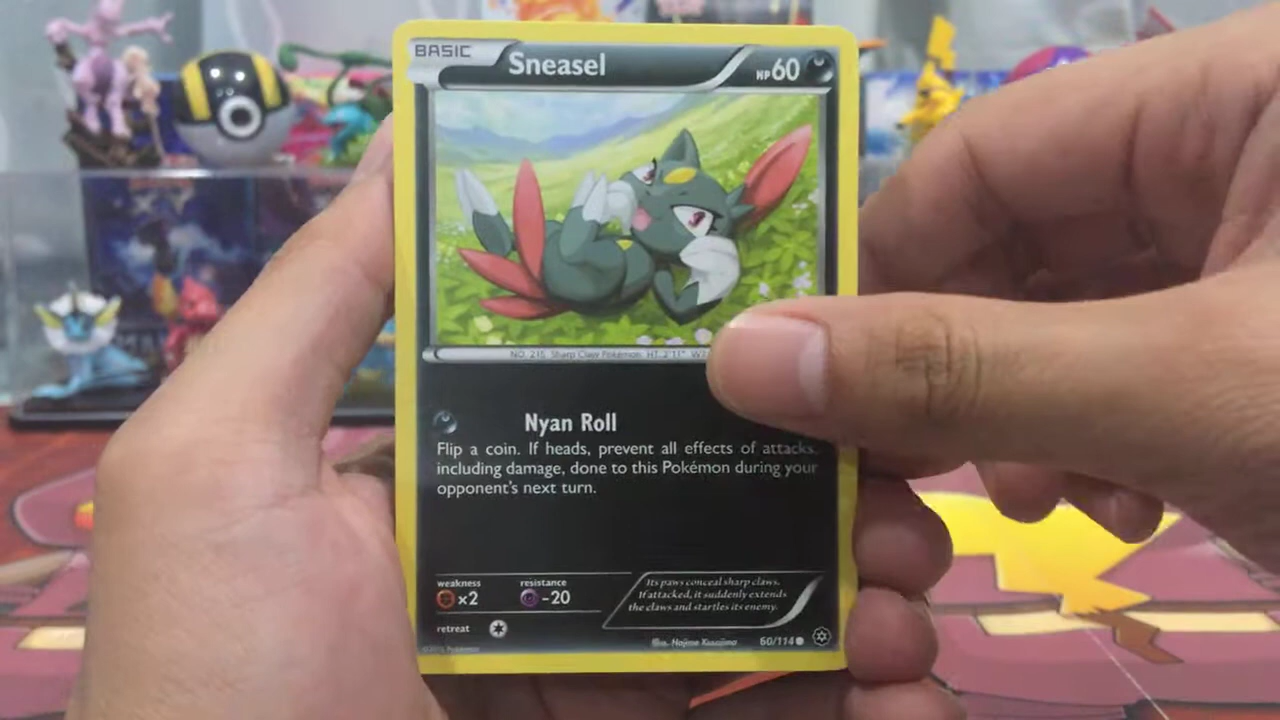 BASIC Sneasel HP60
NO. 215 Sharp Claw Pokémon HT. 2'11"
Nyan Roll
Flip a coin. If heads, prevent all effects of attacks,
including damage, done to this Pokémon during your
opponent's next turn.
weakness resistance
x2 -20
Its paws conceal sharp claws.
If attacked, it suddenly extends
the claws and startles its enemy.
retreat
Illus. Hajime Kusajima 60/114
©2015 Pokémon